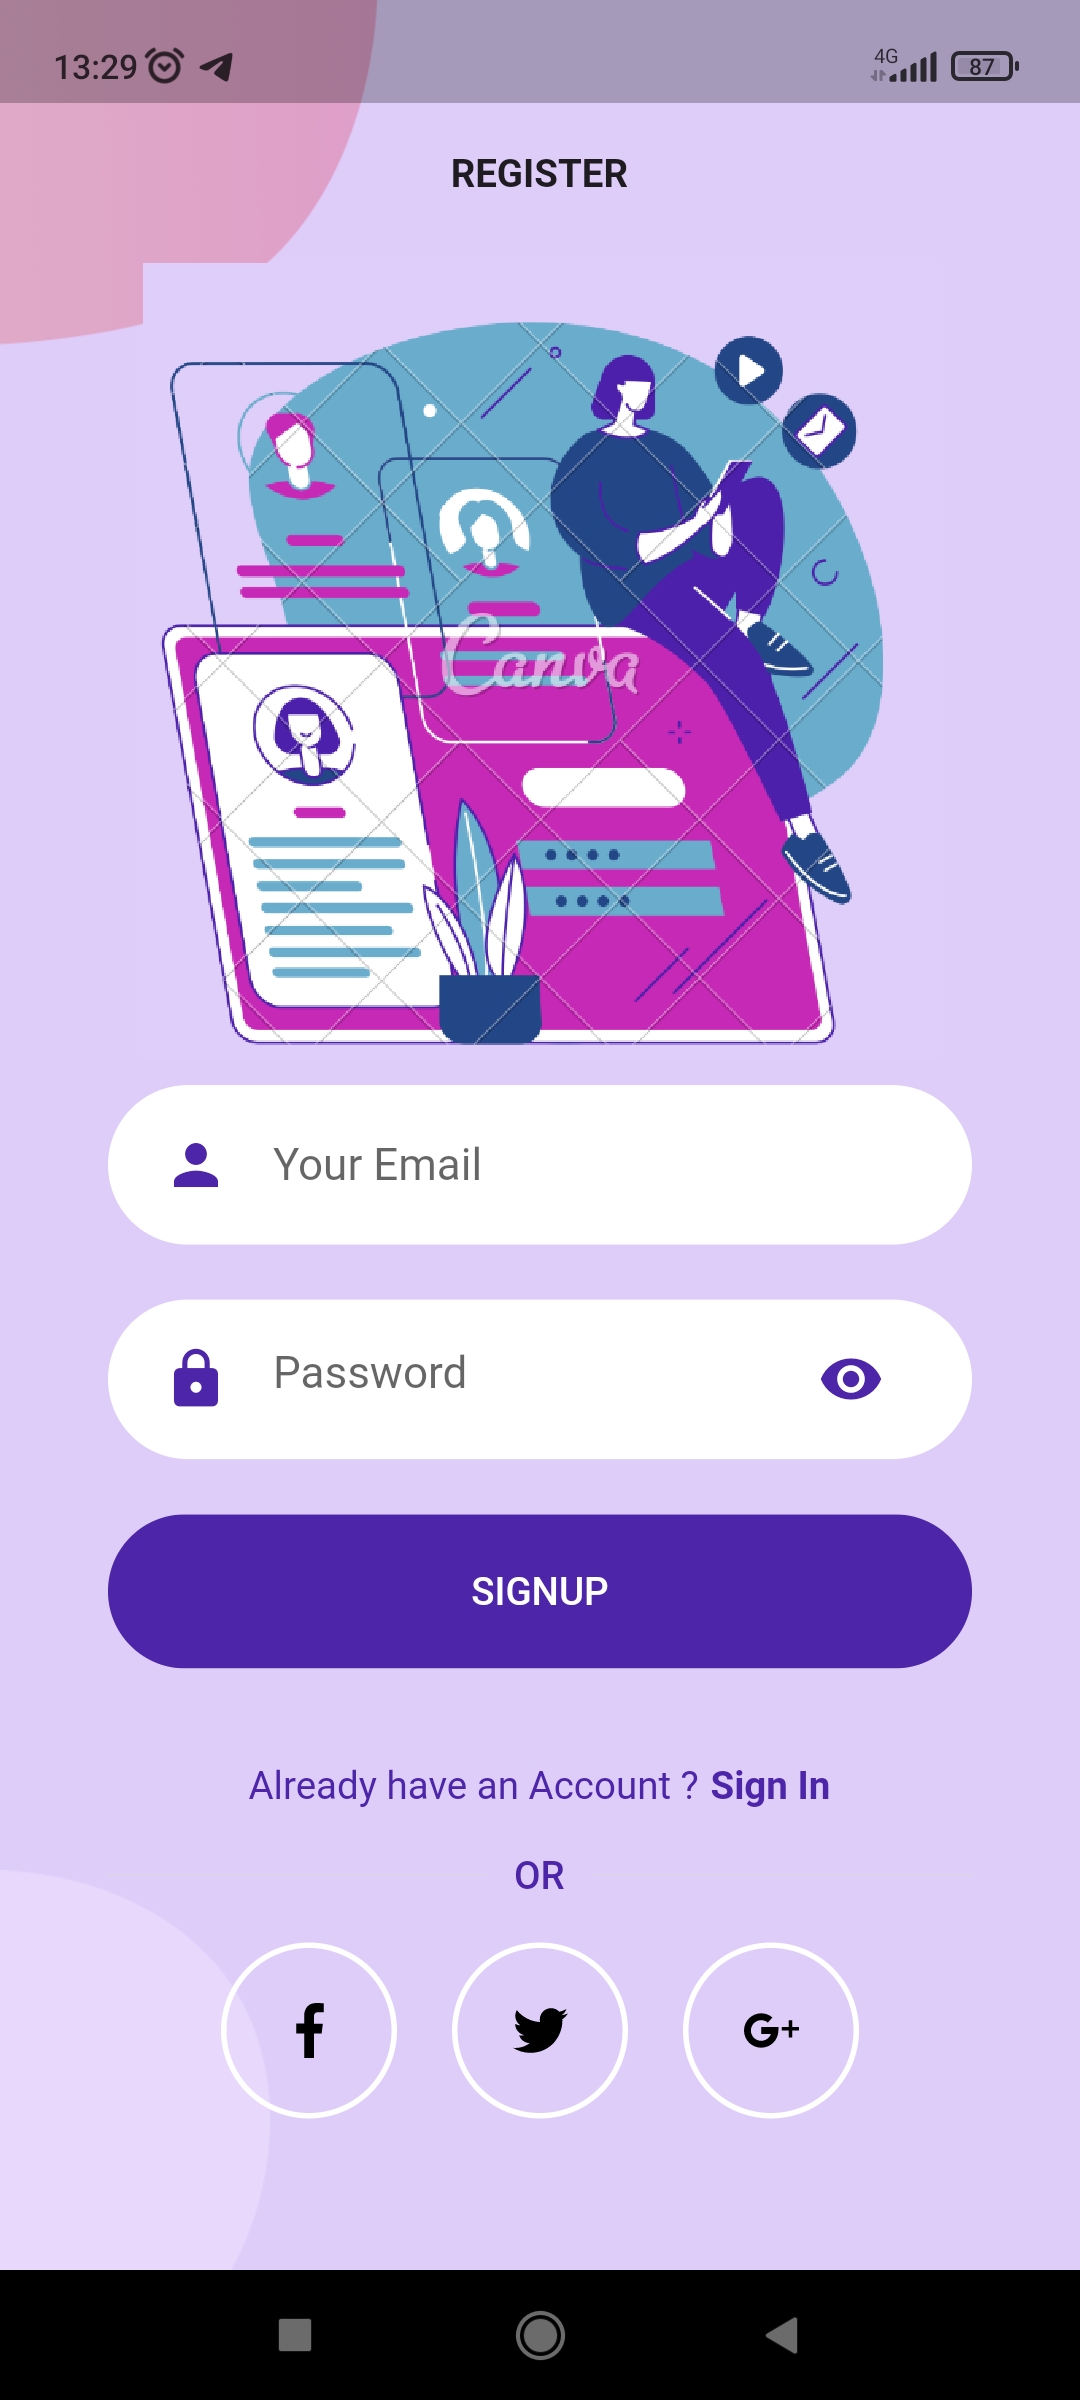 13:29
4G
87
REGISTER
Canva
Your Email
Password
SIGNUP
Already have an Account ? Sign In
OR
G+